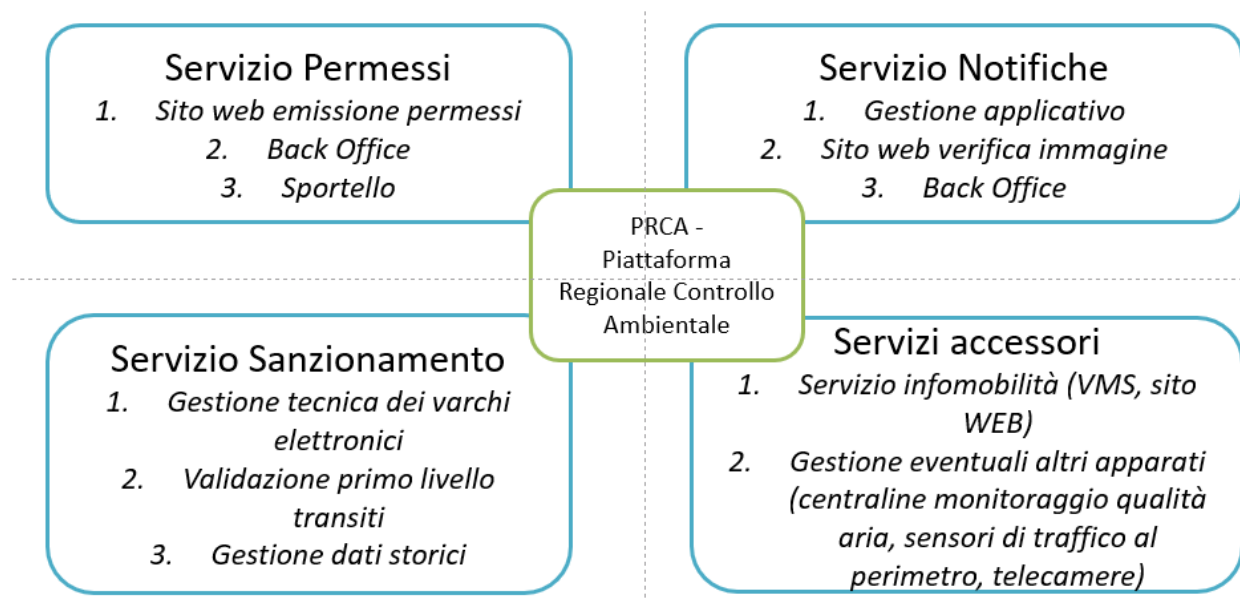 Servizio Permessi
1. Sito web emissione permessi
2. Back Office
3. Sportello
Servizio Notifiche
1. Gestione applicativo
2. Sito web verifica immagine
3. Back Office
PRCA -
Piattaforma
Regionale Controllo
Ambientale
Servizio Sanzionamento
1. Gestione tecnica dei varchi
elettronici
2. Validazione primo livello
transiti
3. Gestione dati storici
Servizi accessori
1. Servizio infomobilità (VMS, sito
WEB)
2. Gestione eventuali altri apparati
(centraline monitoraggio qualità
aria, sensori di traffico al
perimetro, telecamere)